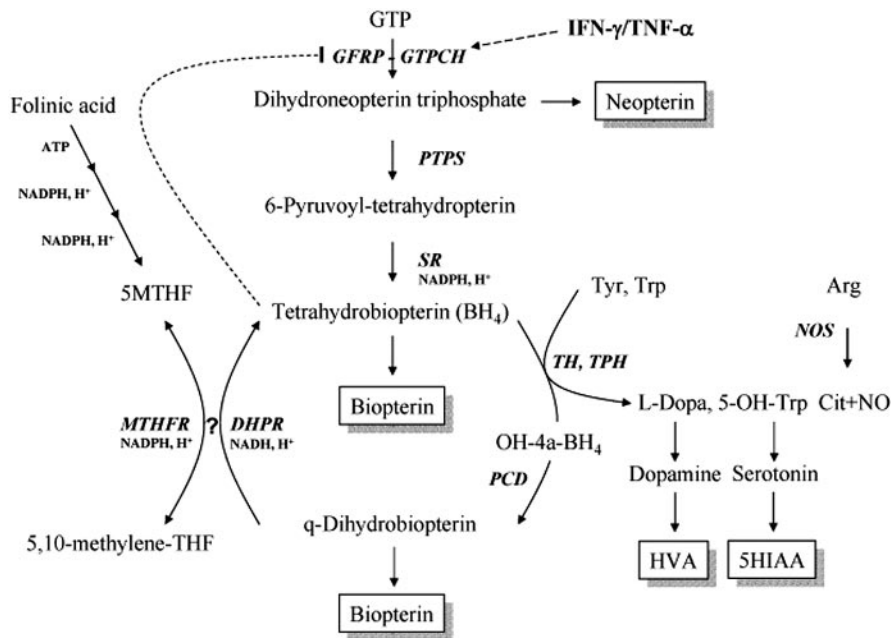 GTP
IFN-γ/TNF-α
GFRP - GTPCH
Folinic acid
Dihydroneopterin triphosphate
Neopterin
ATP
PTPS
NADPH, H⁺
6-Pyruvoyl-tetrahydropterin
NADPH, H⁺
SR
NADPH, H⁺
5MTHF
Tyr, Trp
Arg
Tetrahydrobiopterin (BH₄)
NOS
TH, TPH
Biopterin
L-Dopa, 5-OH-Trp
Cit+NO
MTHFR
NADPH, H⁺
?
DHPR
NADH, H⁺
OH-4a-BH₄
PCD
Dopamine
Serotonin
q-Dihydrobiopterin
5,10-methylene-THF
HVA
5HIAA
Biopterin